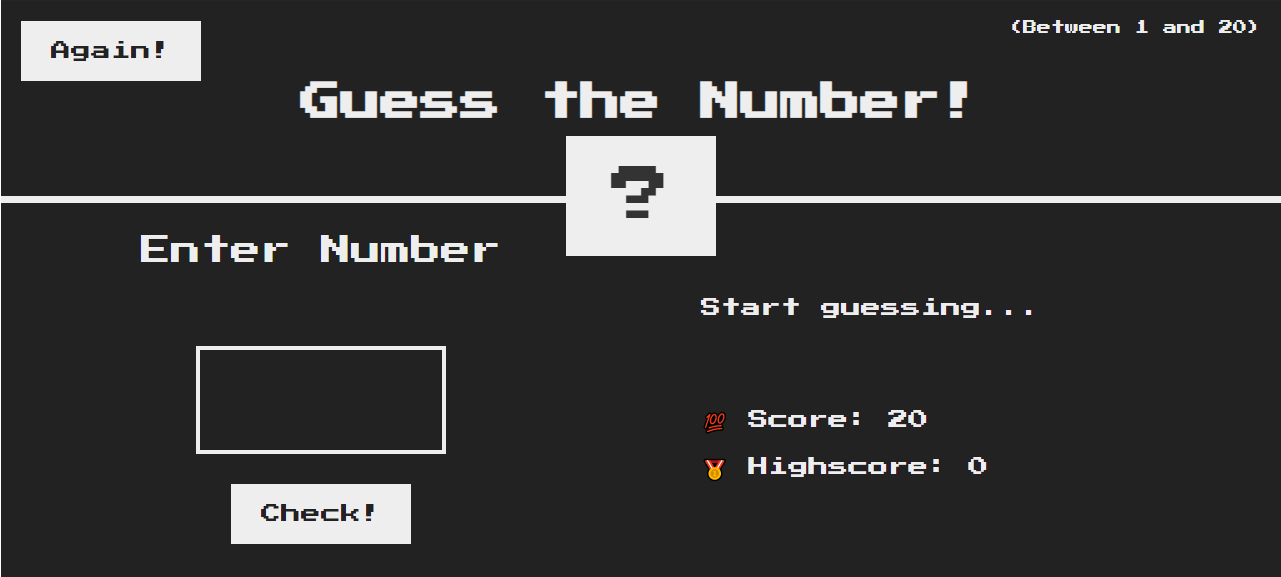 Again!
(Between 1 and 20)
Guess the Number!
?
Enter Number
Check!
Start guessing...
💯 Score: 20
🥇 Highscore: 0